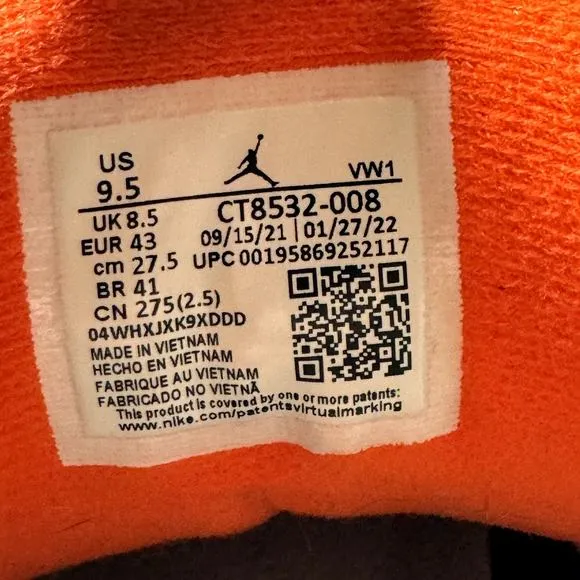 US
9.5
VW1
UK 8.5
CT8532-008
EUR 43
09/15/21 | 01/27/22
cm 27.5
UPC 00195869252117
BR 41
CN 275(2.5)
04WHXJXK9XDDD
MADE IN VIETNAM
HECHO EN VIETNAM
FABRIQUE AU VIETNAM
FABRICADO NO VIETNÃ
This product is covered by one or more patents:
www.nike.com/patentsvirtualmarking